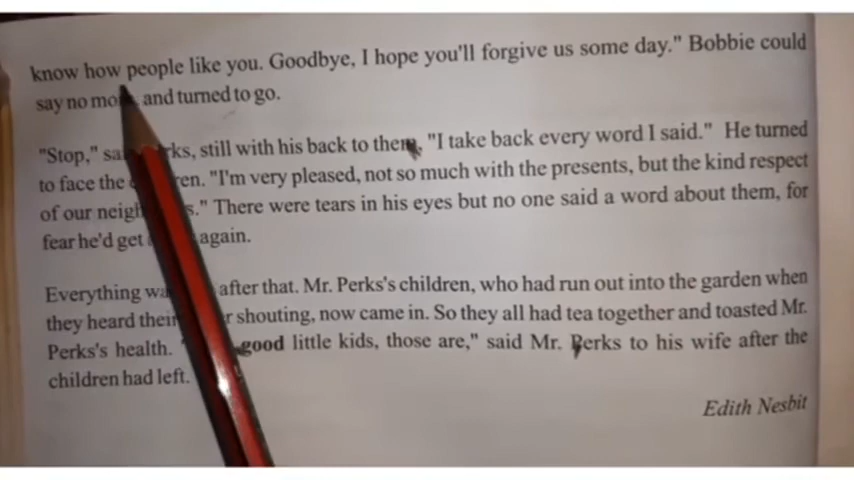 know how people like you. Goodbye, I hope you'll forgive us some day." Bobbie could
say no and turned to go.
"Stop," still with his back to them, "I take back every word I said." He turned
to face the "I'm very pleased, not so much with the presents, but the kind respect
of our There were tears in his eyes but no one said a word about them, for
fear he'd get again.
Everything after that. Mr. Perks's children, who had run out into the garden when
they heard their shouting, now came in. So they all had tea together and toasted Mr.
Perks's health. good little kids, those are," said Mr. Perks to his wife after the
children had left.
Edith Nesbit